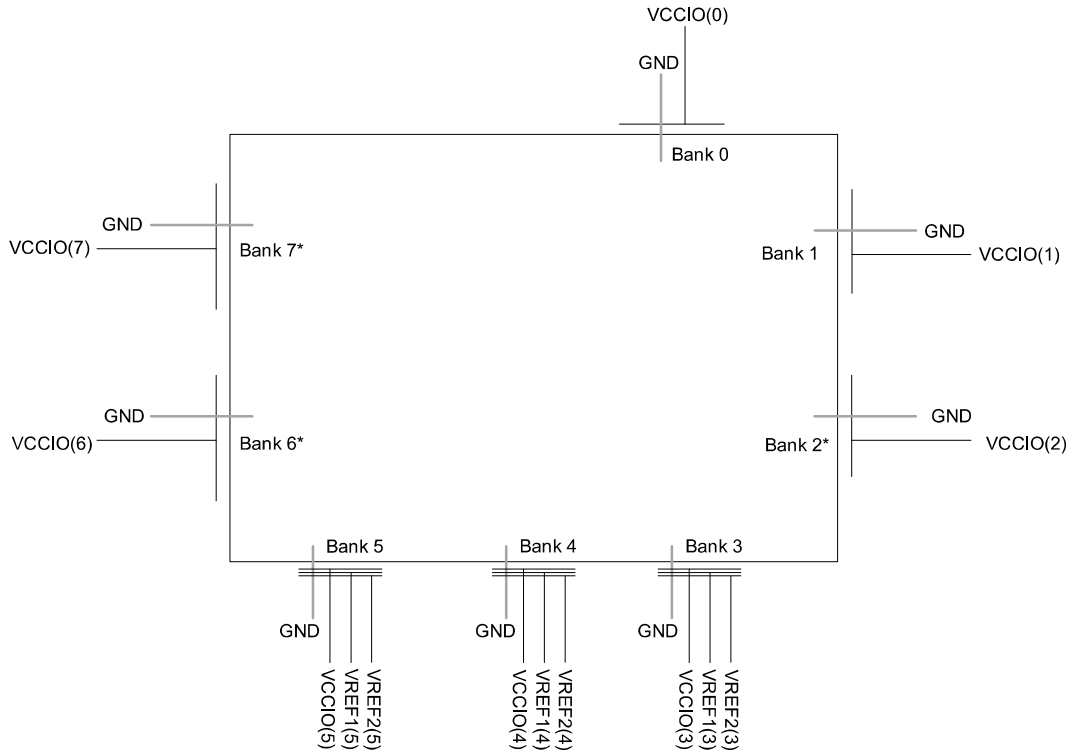 VCCIO(0)
GND
Bank 0
GND
VCCIO(7)
Bank 7*
Bank 1
GND
VCCIO(1)
GND
VCCIO(6)
Bank 6*
Bank 2*
GND
VCCIO(2)
Bank 5
Bank 4
Bank 3
GND
GND
GND
VCCIO(5)
VREF1(5)
VREF2(5)
VCCIO(4)
VREF1(4)
VREF2(4)
VCCIO(3)
VREF1(3)
VREF2(3)